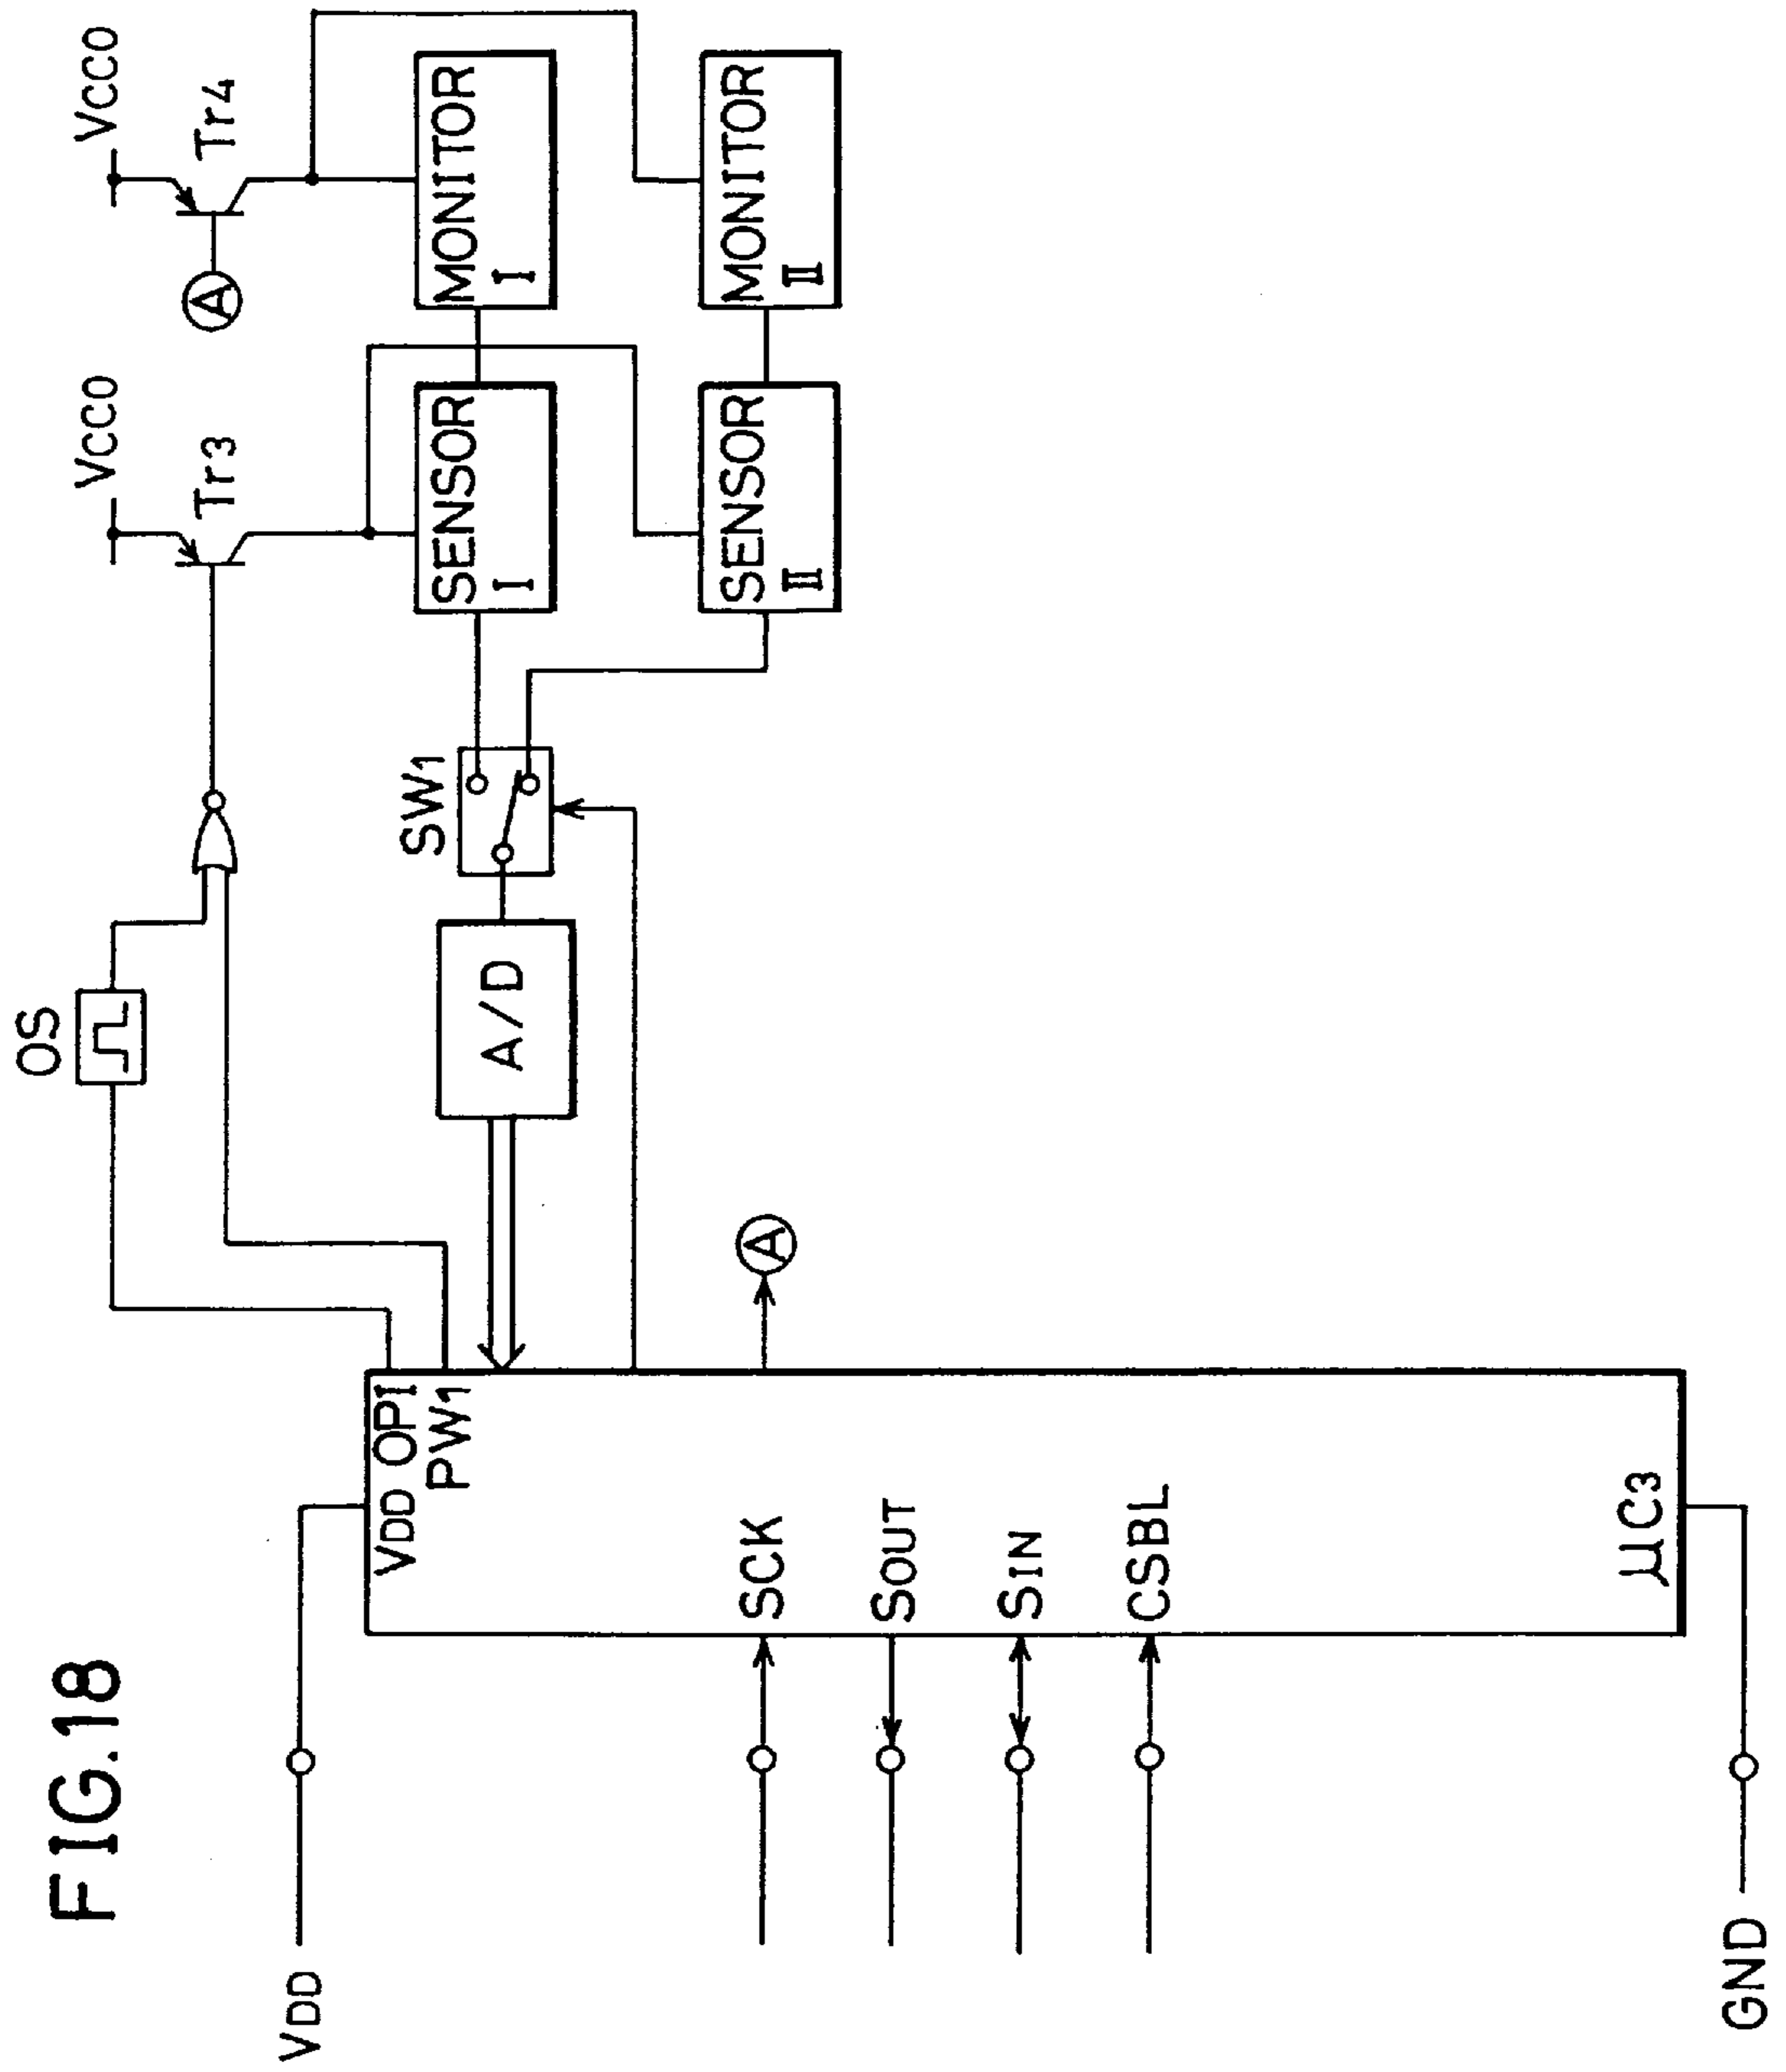 FIG.18
OS
VCC0
VCC0
Tr3
Tr4
A
VDD
VDD OPI
PW1
SW1
A/D
SENSOR
I
MONITOR
I
SENSOR
II
MONITOR
II
A
SCK
SOUT
SIN
CSBL
μC3
GND